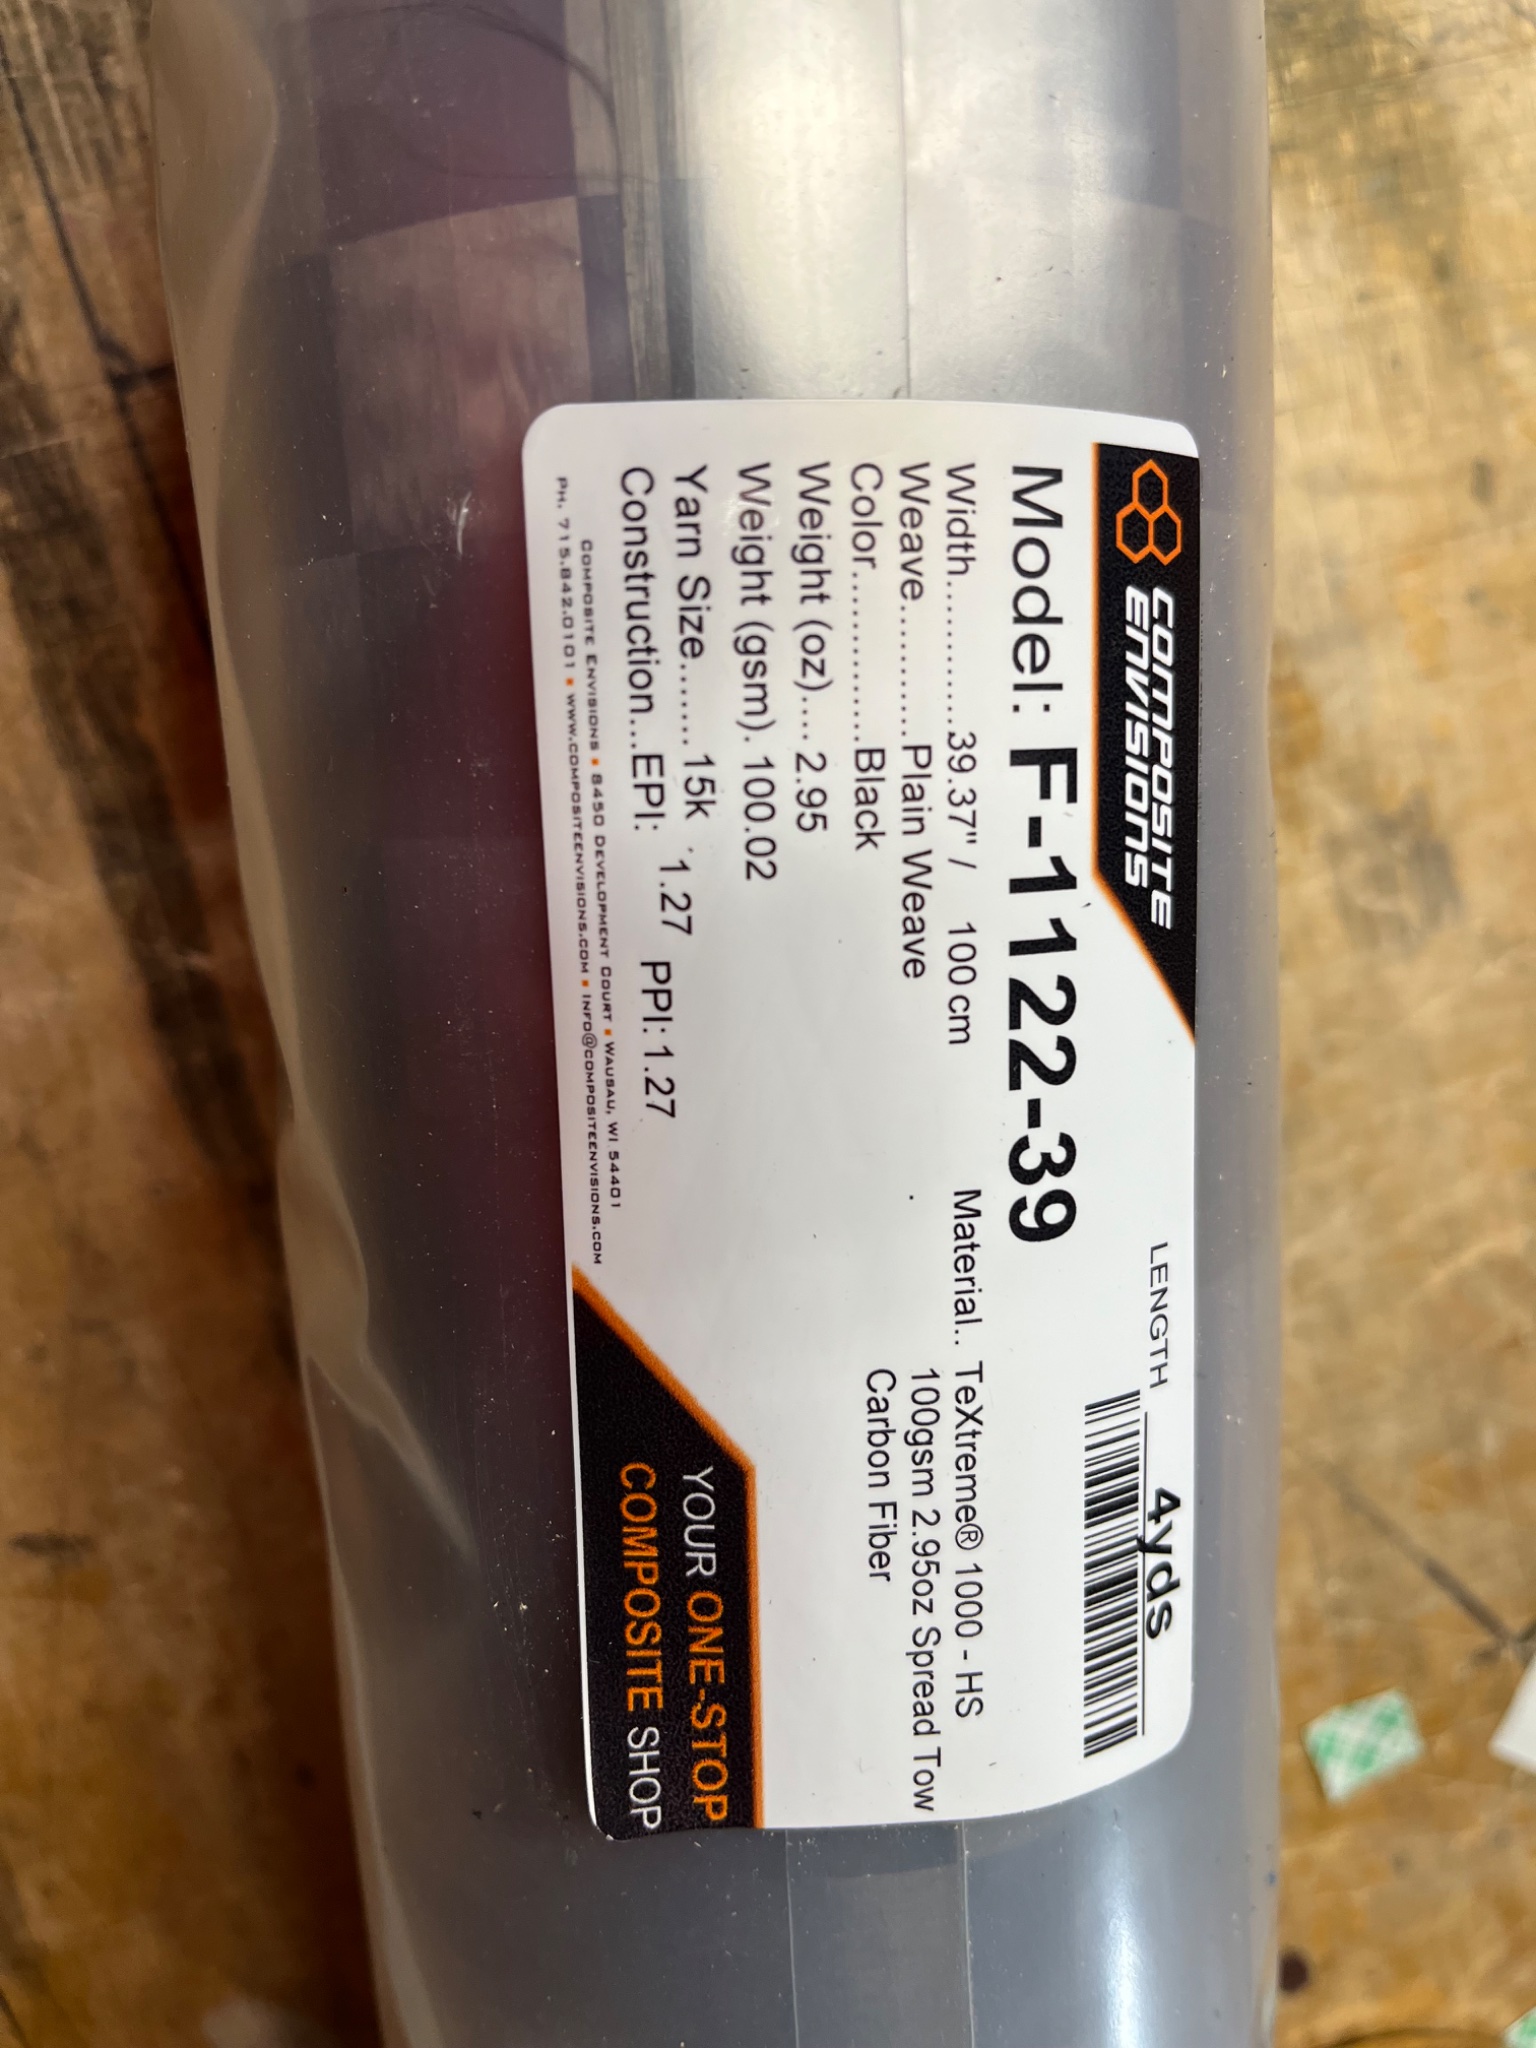 COMPOSITE
ENVISIONS
LENGTH 4yds
Model: F-1122-39
Width...........39.37" / 100 cm
Weave..........Plain Weave
Color............Black
Weight (oz).... 2.95
Weight (gsm). 100.02
Yarn Size....... 15k
Construction...EPI: 1.27 PPI: 1.27
Material.. TeXtreme® 1000 - HS
100gsm 2.95oz Spread Tow
Carbon Fiber
COMPOSITE ENVISIONS ▪ 8450 DEVELOPMENT COURT ▪ WAUSAU, WI 54401
PH. 715.842.0101 ▪ WWW.COMPOSITEENVISIONS.COM ▪ INFO@COMPOSITEENVISIONS.COM
YOUR ONE-STOP
COMPOSITE SHOP